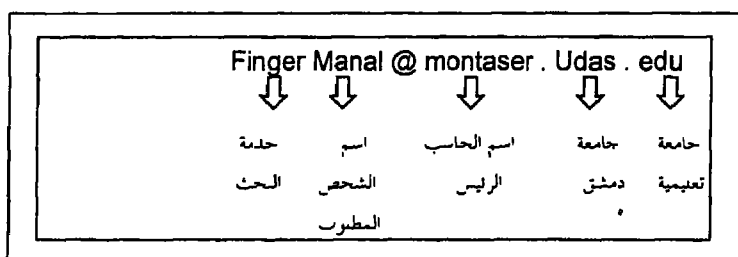 Finger Manal @ montaser . Udas . edu
خدمة اسم اسم الحاسب جامعة جامعة
البحث الشخص الرئيس دمشق تعليمية
المطلوب